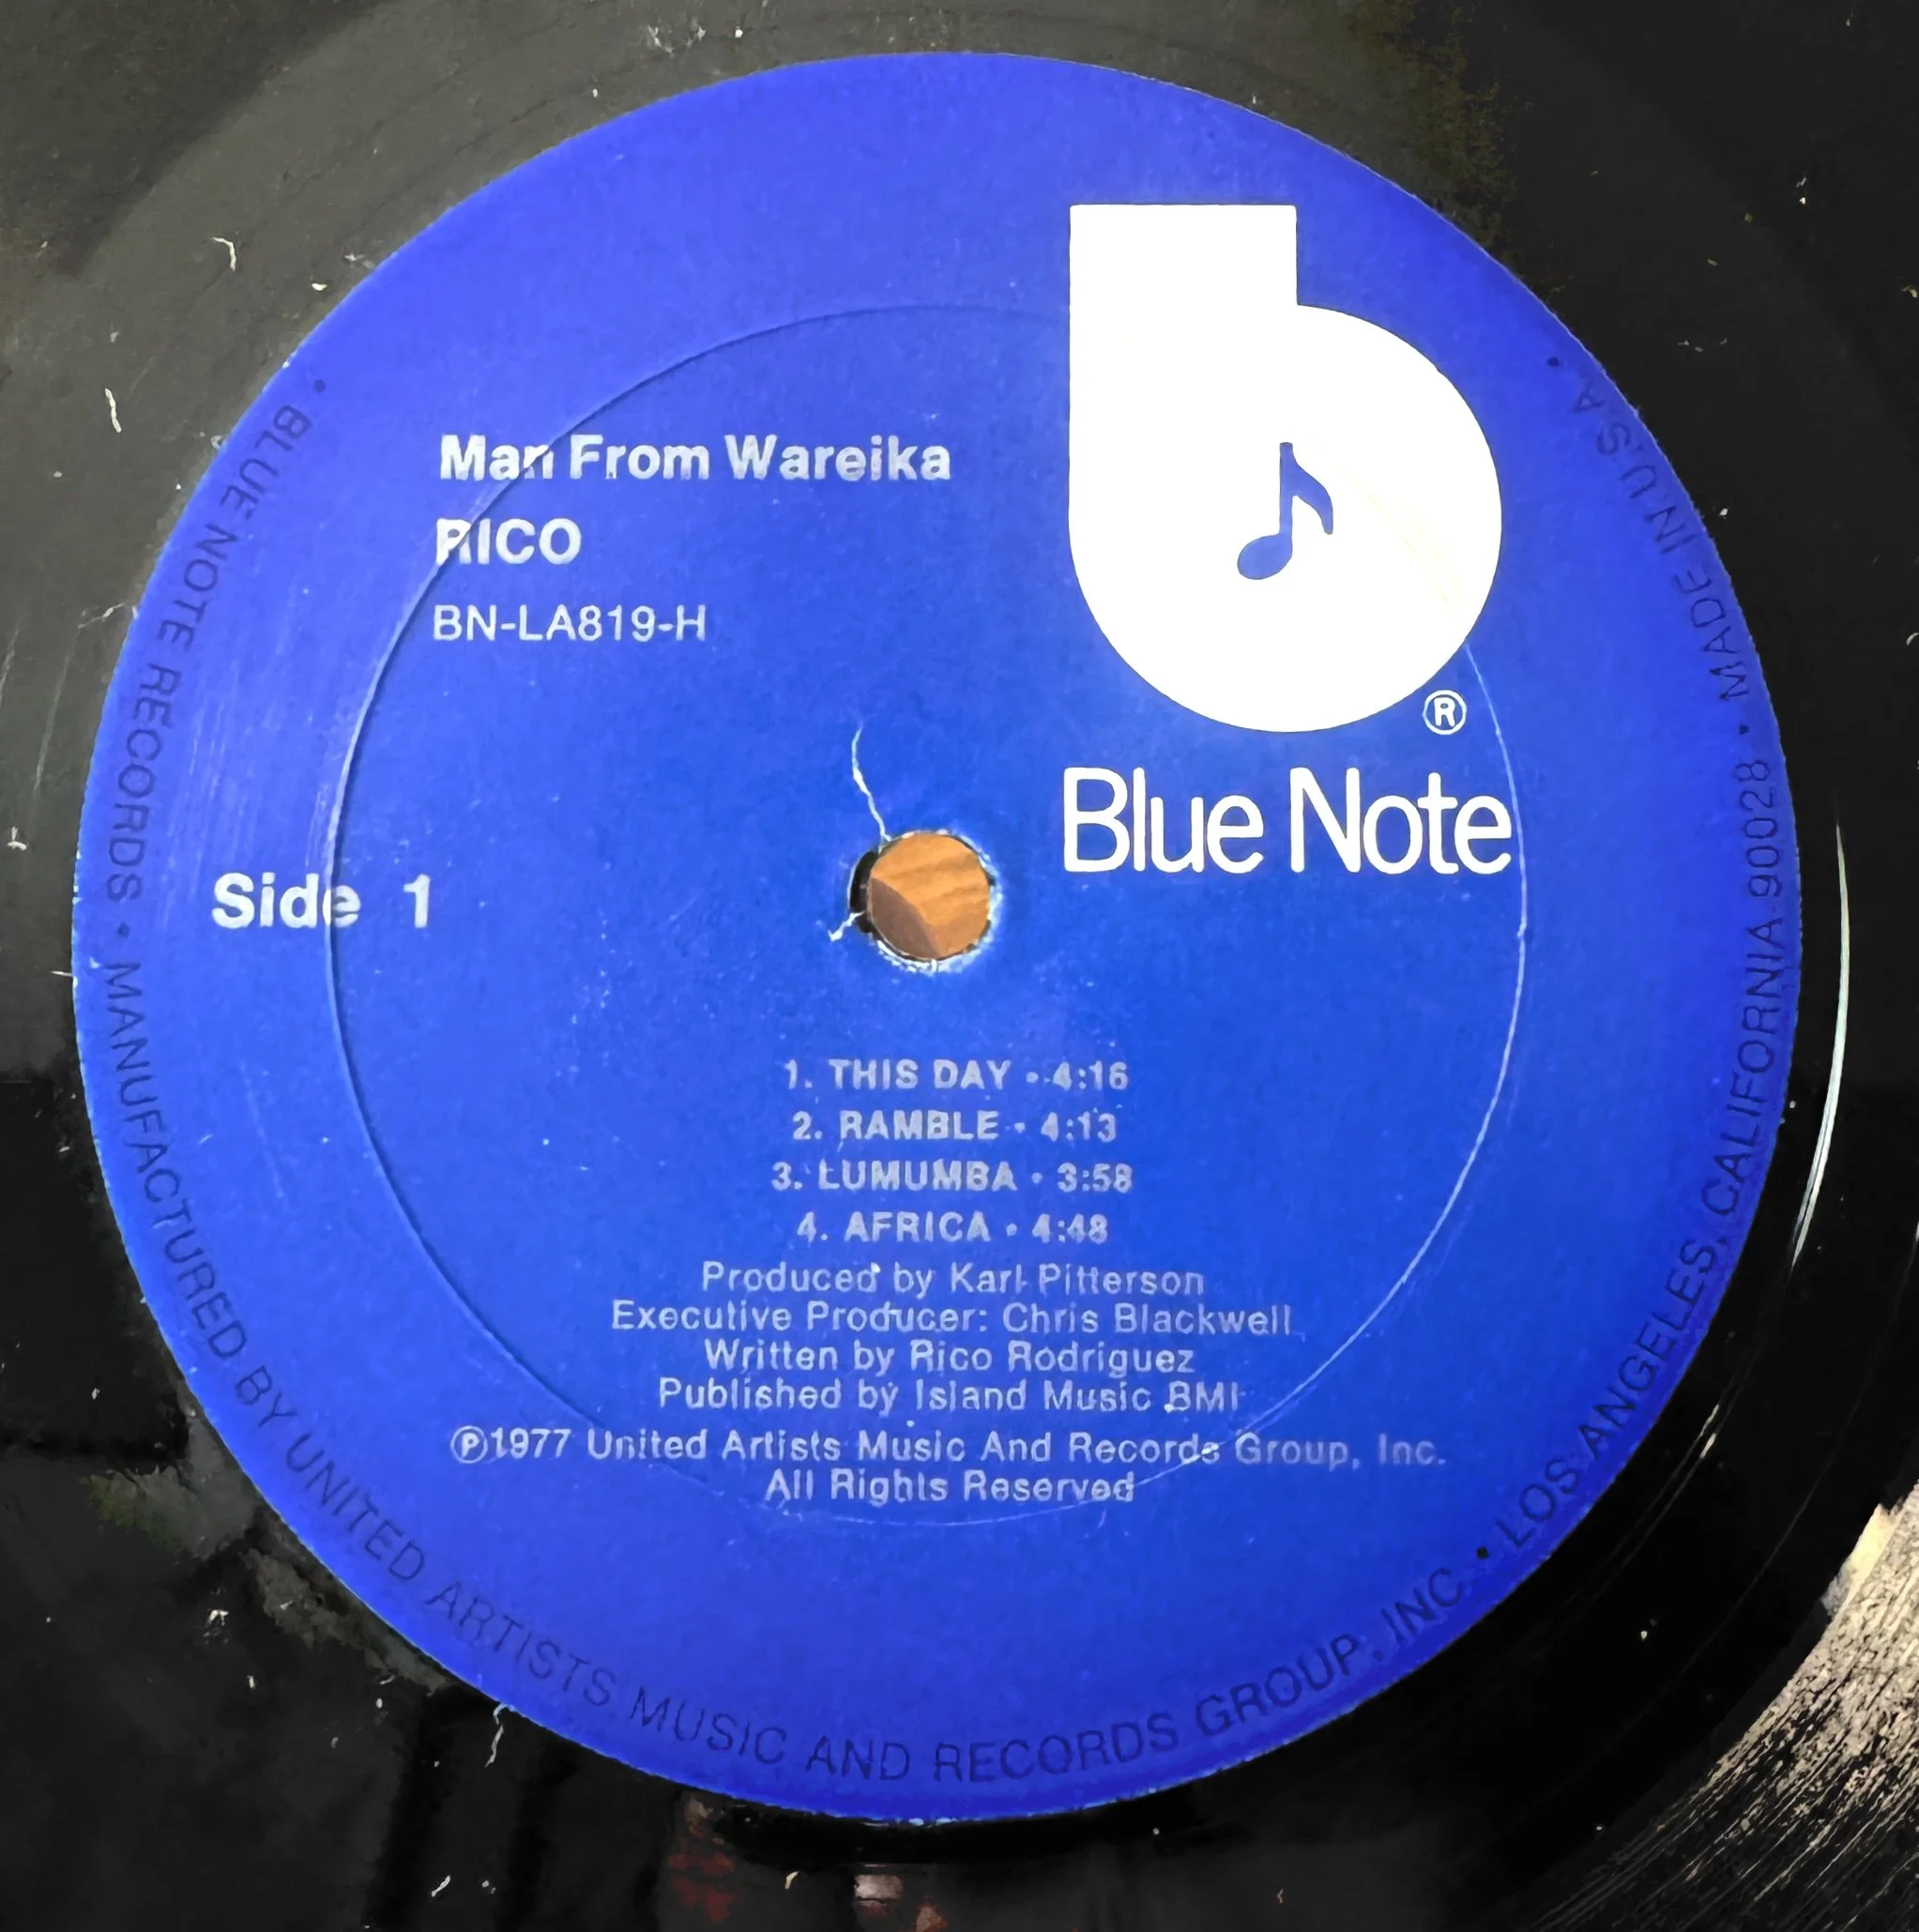 Man From Wareika
RICO
BN-LA819-H
®
Blue Note
Side 1
1. THIS DAY • 4:16
2. RAMBLE • 4:13
3. LUMUMBA • 3:58
4. AFRICA • 4:48
Produced by Karl Pitterson
Executive Producer: Chris Blackwell
Written by Rico Rodriguez
Published by Island Music BMI
℗1977 United Artists Music And Records Group, Inc.
All Rights Reserved
• BLUE NOTE RECORDS • MANUFACTURED BY UNITED ARTISTS MUSIC AND RECORDS GROUP, INC. • LOS ANGELES, CALIFORNIA 90028 • MADE IN U.S.A. •